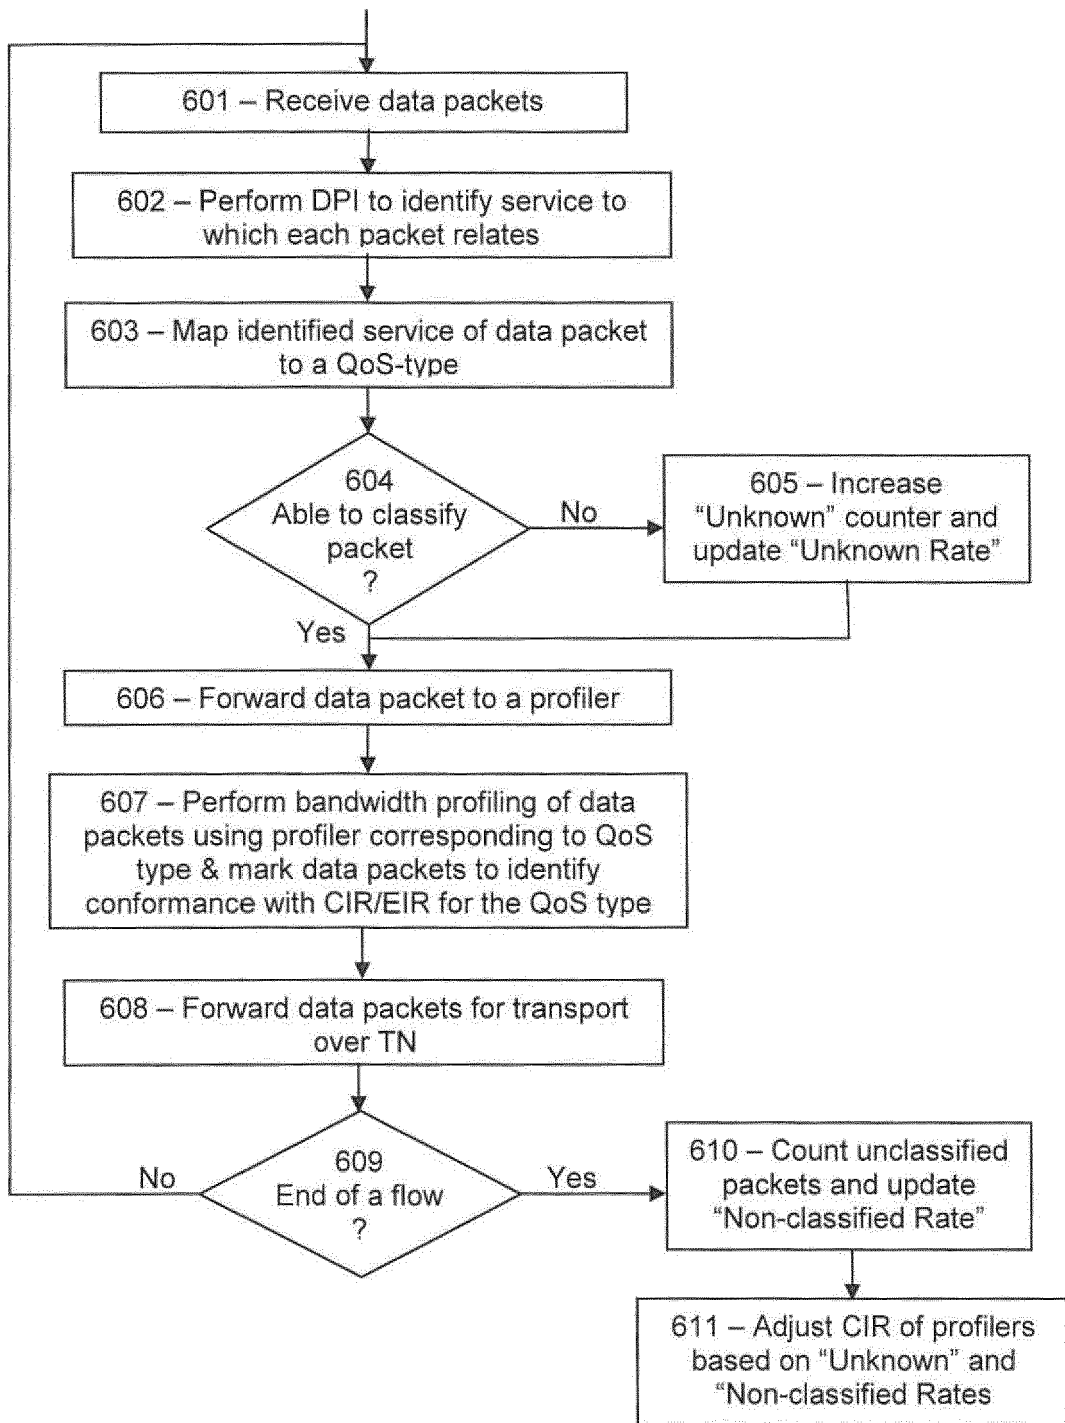 601 – Receive data packets
602 – Perform DPI to identify service to
which each packet relates
603 – Map identified service of data packet
to a QoS-type
604
Able to classify
packet
?
No
605 – Increase
“Unknown” counter and
update “Unknown Rate”
Yes
606 – Forward data packet to a profiler
607 – Perform bandwidth profiling of data
packets using profiler corresponding to QoS
type & mark data packets to identify
conformance with CIR/EIR for the QoS type
608 – Forward data packets for transport
over TN
No
609
End of a flow
?
Yes
610 – Count unclassified
packets and update
“Non-classified Rate”
611 – Adjust CIR of profilers
based on “Unknown” and
“Non-classified Rates